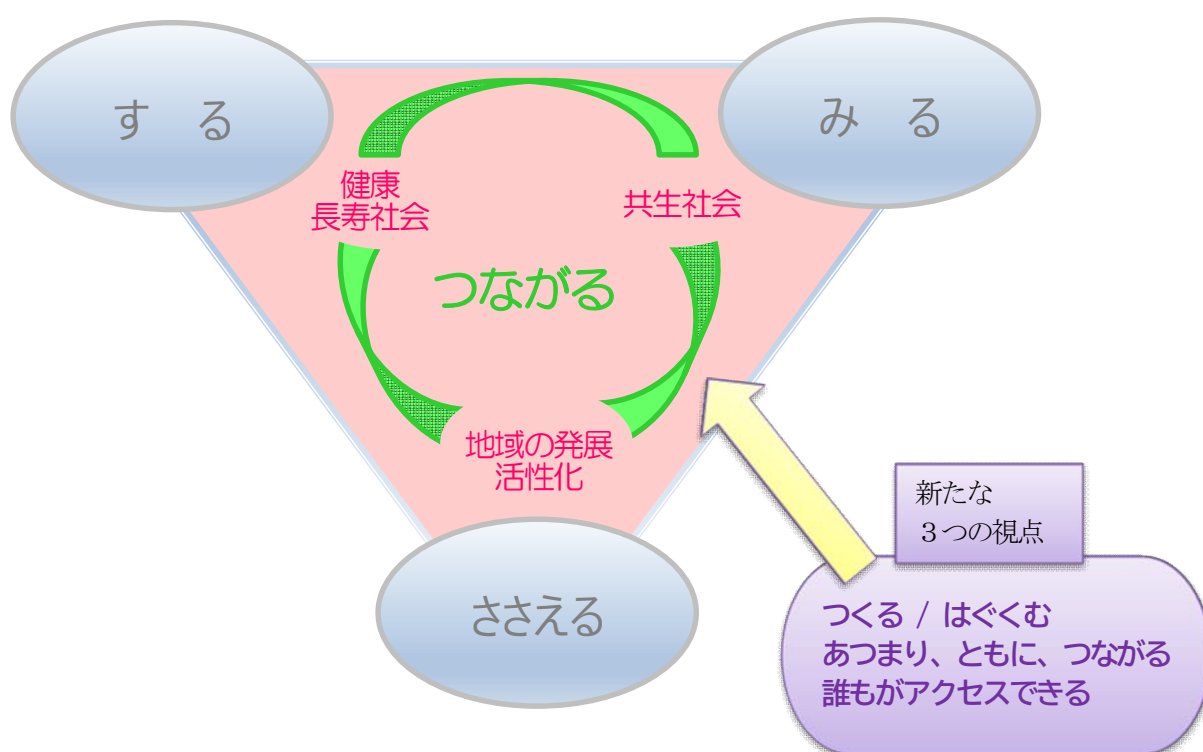 す る
み る
健康
長寿社会
共生社会
つながる
地域の発展
活性化
ささえる
新たな
３つの視点
つくる / はぐくむ
あつまり、ともに、つながる
誰もがアクセスできる